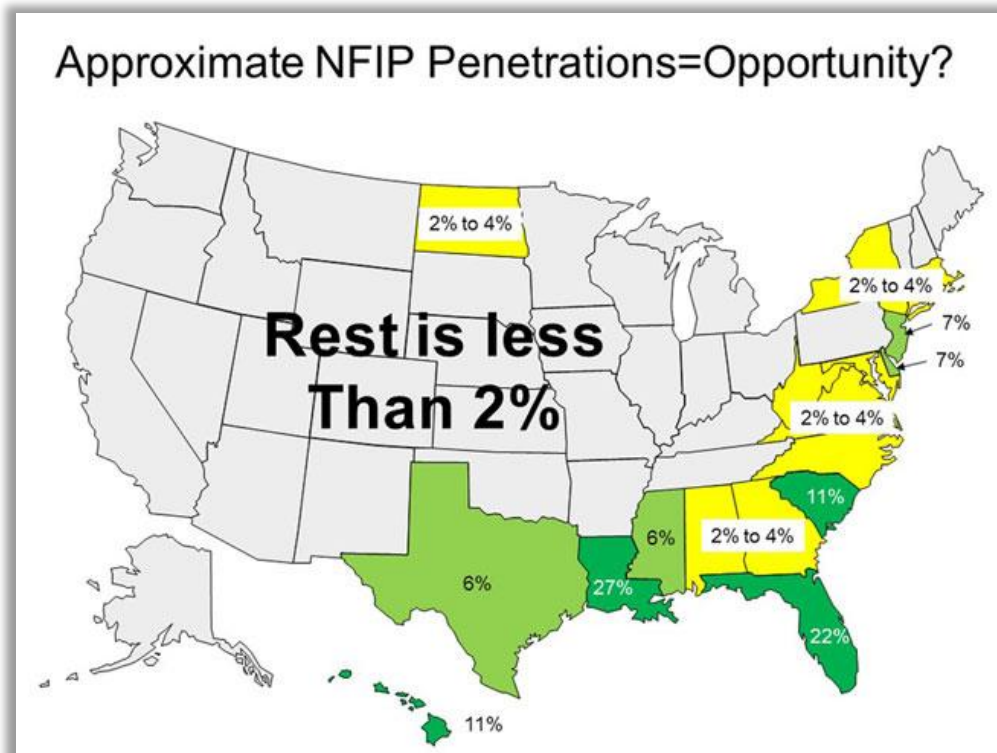 Approximate NFIP Penetrations=Opportunity?
2% to 4%
2% to 4%
7%
7%
Rest is less
Than 2%
2% to 4%
11%
6%
2% to 4%
6%
27%
22%
11%